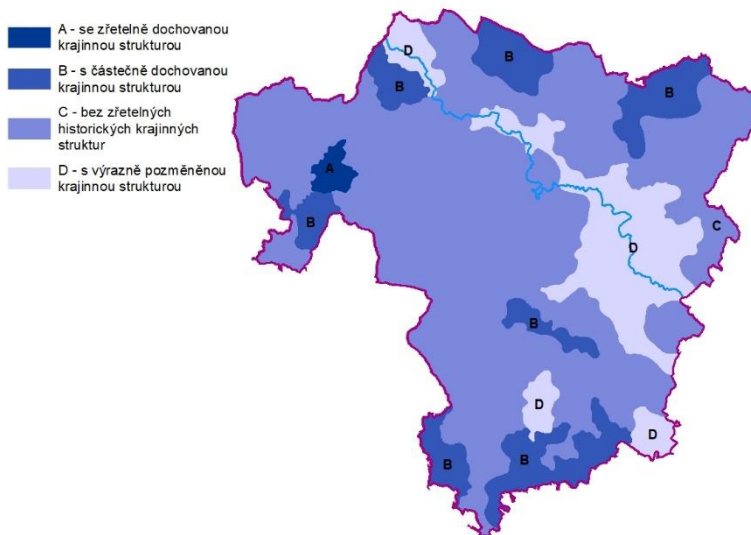 A - se zřetelně dochovanou
krajinnou strukturou
B - s částečně dochovanou
krajinnou strukturou
C - bez zřetelných
historických krajinných
struktur
D - s výrazně pozměněnou
krajinnou strukturou
D
B
B
B
A
B
C
D
B
D
D
B
B